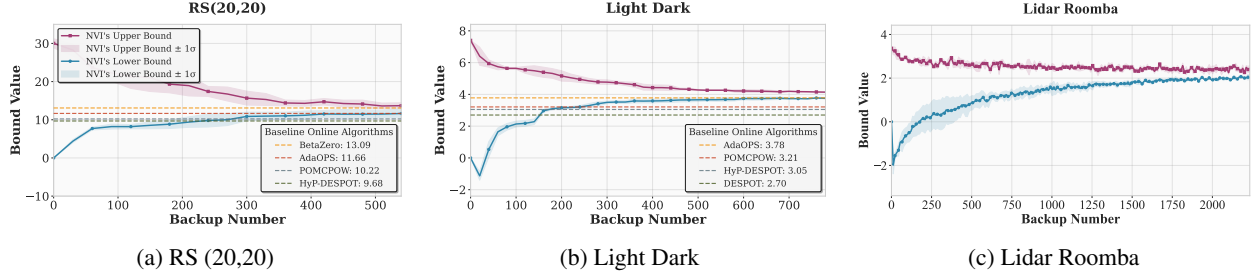 RS(20,20)
Bound Value
30
20
10
0
−10
NVI's Upper Bound
NVI's Upper Bound ± 1σ
NVI's Lower Bound
NVI's Lower Bound ± 1σ
Baseline Online Algorithms
BetaZero: 13.09
AdaOPS: 11.66
POMCPOW: 10.22
HyP-DESPOT: 9.68
0 100 200 300 400 500
Backup Number
(a) RS (20,20)
Light Dark
Bound Value
8
6
4
2
0
−2
Baseline Online Algorithms
AdaOPS: 3.78
POMCPOW: 3.21
HyP-DESPOT: 3.05
DESPOT: 2.70
0 100 200 300 400 500 600 700
Backup Number
(b) Light Dark
Lidar Roomba
Bound Value
4
2
0
−2
0 250 500 750 1000 1250 1500 1750 2000
Backup Number
(c) Lidar Roomba